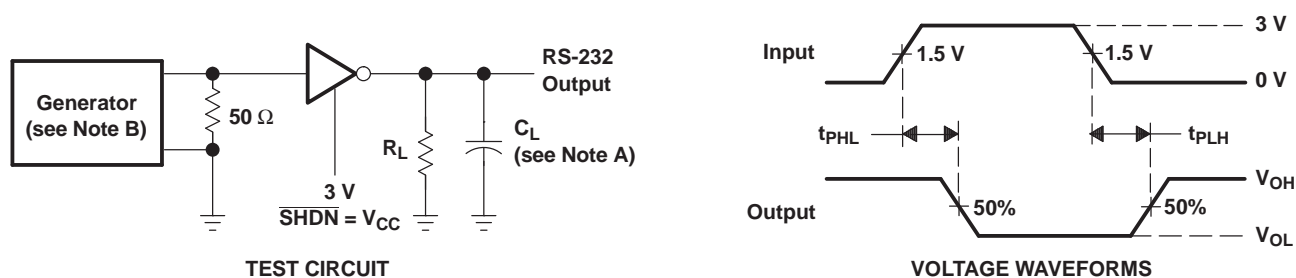 Generator
(see Note B)
50 Ω
3 V
SHDN = VCC
RL
CL
(see Note A)
RS-232
Output
TEST CIRCUIT
Input
1.5 V
1.5 V
3 V
0 V
tPHL
tPLH
Output
50%
50%
VOH
VOL
VOLTAGE WAVEFORMS